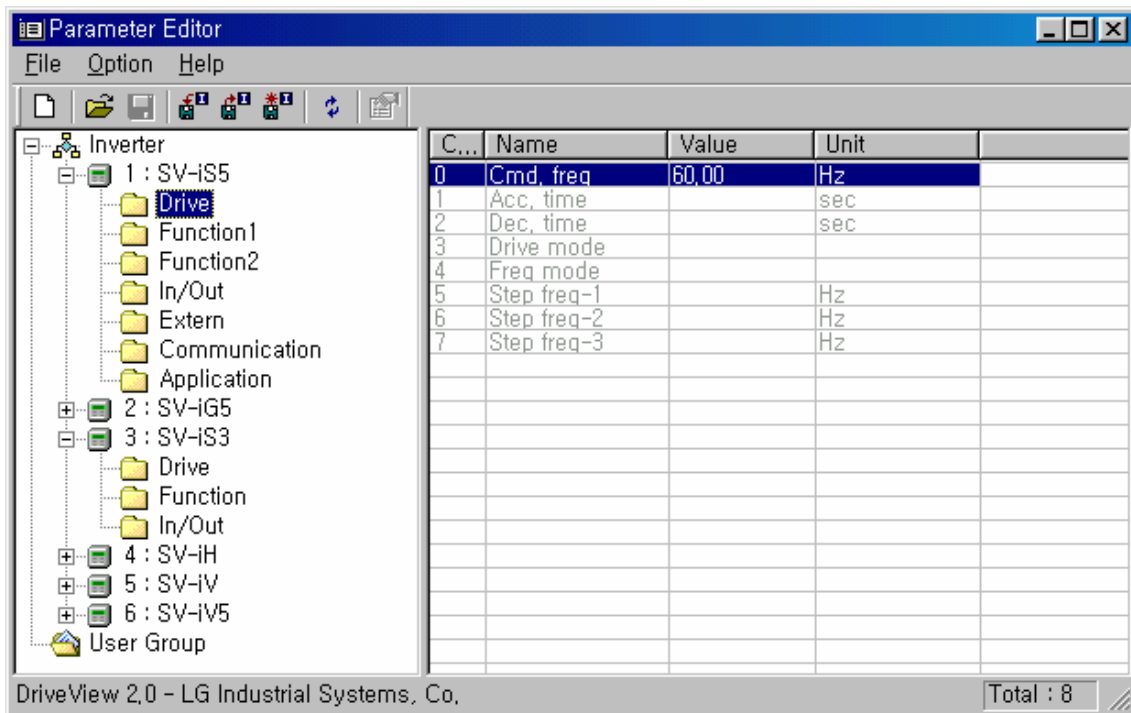 Parameter Editor
File Option Help
Inverter
1 : SV-iS5
Drive
Function1
Function2
In/Out
Extern
Communication
Application
2 : SV-iG5
3 : SV-iS3
Drive
Function
In/Out
4 : SV-iH
5 : SV-iV
6 : SV-iV5
User Group
C... Name Value Unit
0 Cmd. freq 60.00 Hz
1 Acc. time sec
2 Dec. time sec
3 Drive mode
4 Freq mode
5 Step freq-1 Hz
6 Step freq-2 Hz
7 Step freq-3 Hz
DriveView 2.0 - LG Industrial Systems, Co. Total : 8